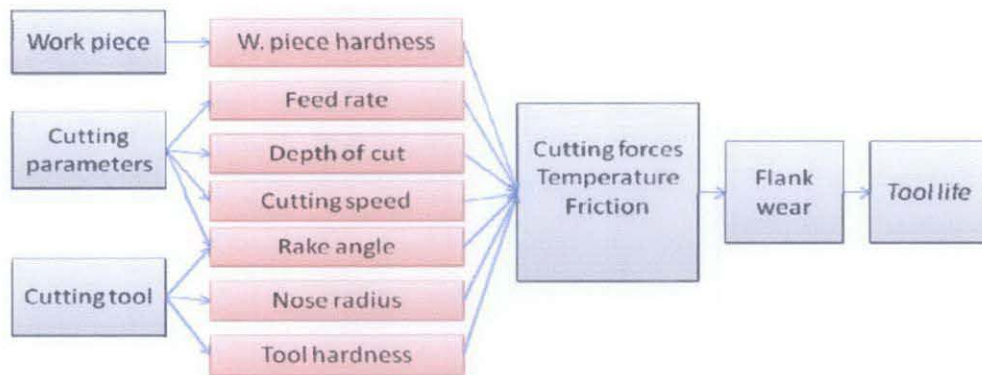 Work piece
W. piece hardness
Feed rate
Cutting
parameters
Depth of cut
Cutting speed
Rake angle
Cutting tool
Nose radius
Tool hardness
Cutting forces
Temperature
Friction
Flank
wear
Tool life